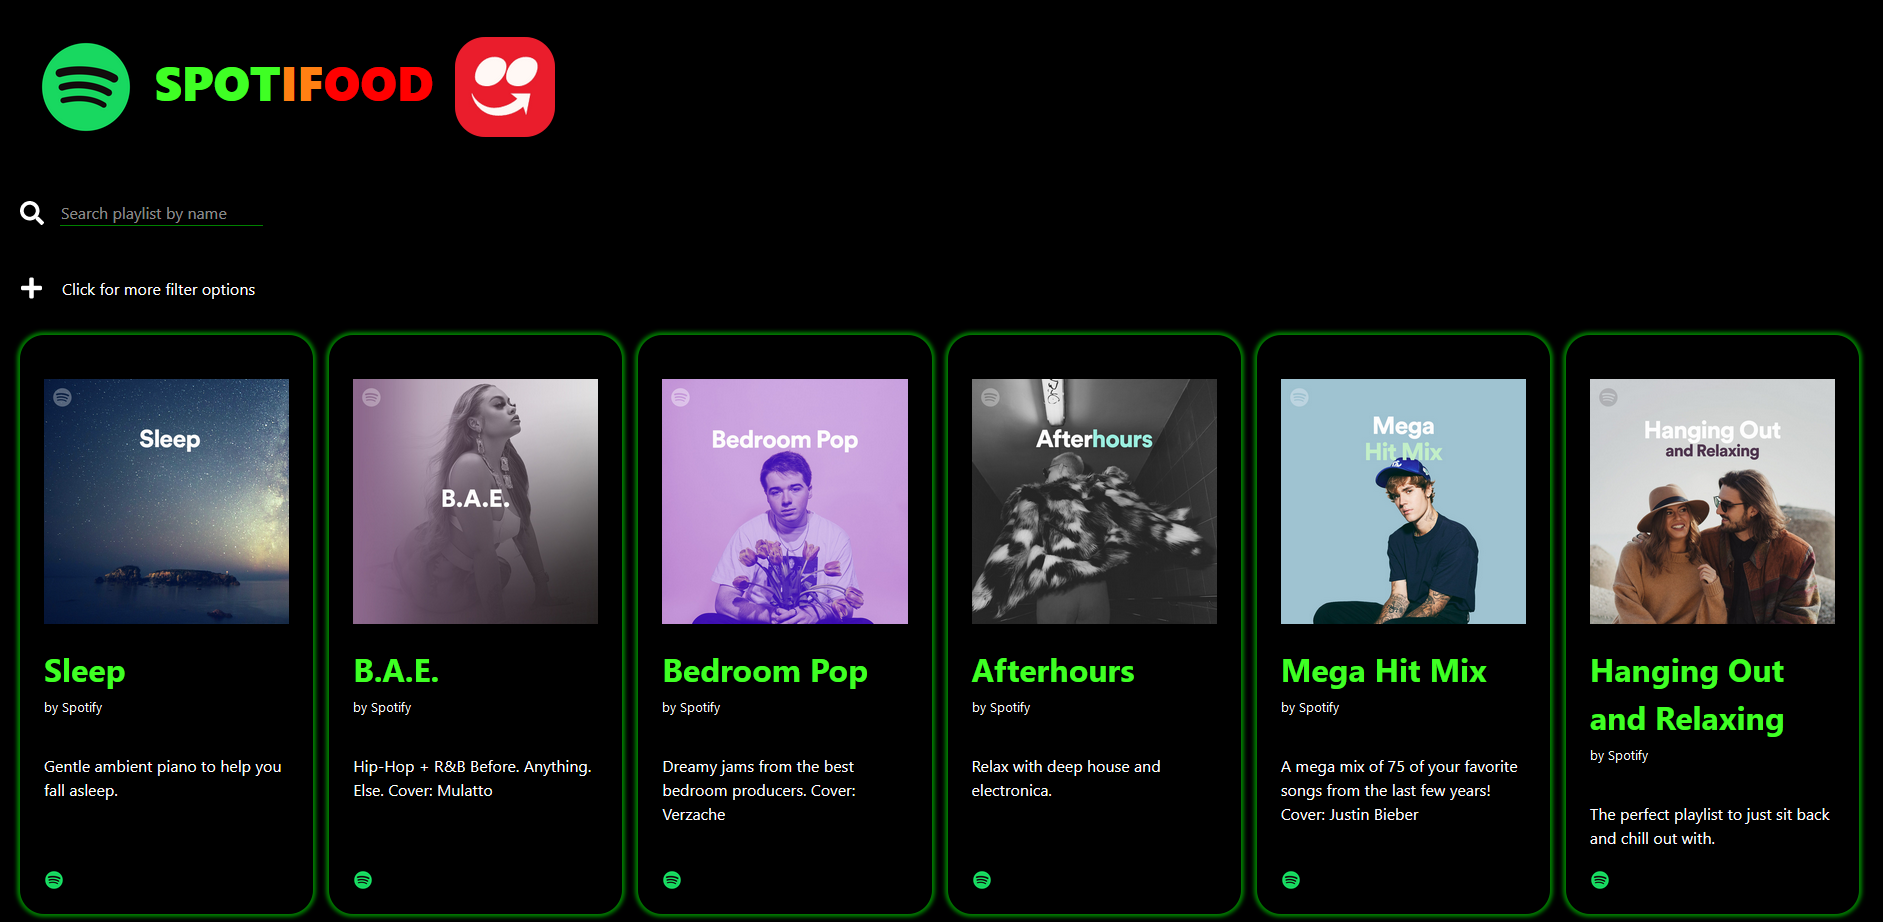 SPOTIFOOD
Search playlist by name
Click for more filter options
Sleep
Sleep
by Spotify
Gentle ambient piano to help you
fall asleep.
B.A.E.
B.A.E.
by Spotify
Hip-Hop + R&B Before. Anything.
Else. Cover: Mulatto
Bedroom Pop
Bedroom Pop
by Spotify
Dreamy jams from the best
bedroom producers. Cover:
Verzache
Afterhours
Afterhours
by Spotify
Relax with deep house and
electronica.
Mega
Hit Mix
Mega Hit Mix
by Spotify
A mega mix of 75 of your favorite
songs from the last few years!
Cover: Justin Bieber
Hanging Out
and Relaxing
Hanging Out
and Relaxing
by Spotify
The perfect playlist to just sit back
and chill out with.